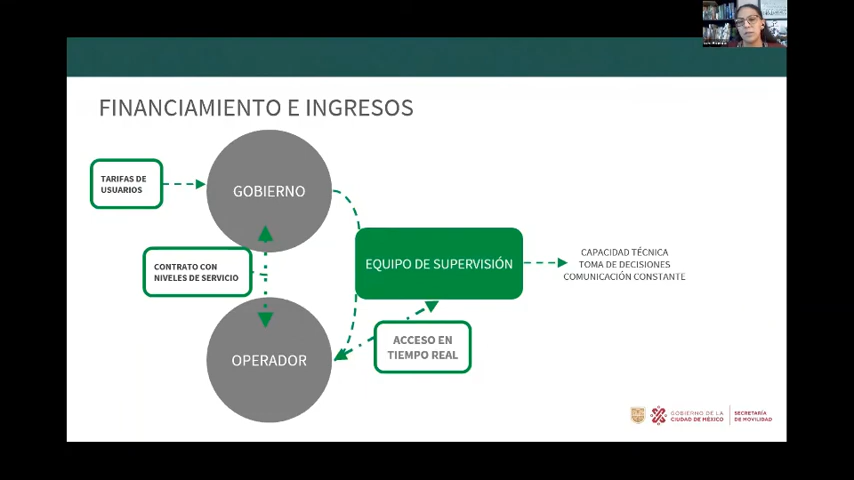 FINANCIAMIENTO E INGRESOS
TARIFAS DE
USUARIOS
GOBIERNO
CONTRATO CON
NIVELES DE SERVICIO
EQUIPO DE SUPERVISIÓN
CAPACIDAD TÉCNICA
TOMA DE DECISIONES
COMUNICACIÓN CONSTANTE
ACCESO EN
TIEMPO REAL
OPERADOR
GOBIERNO DE LA
CIUDAD DE MÉXICO
SECRETARÍA
DE MOVILIDAD